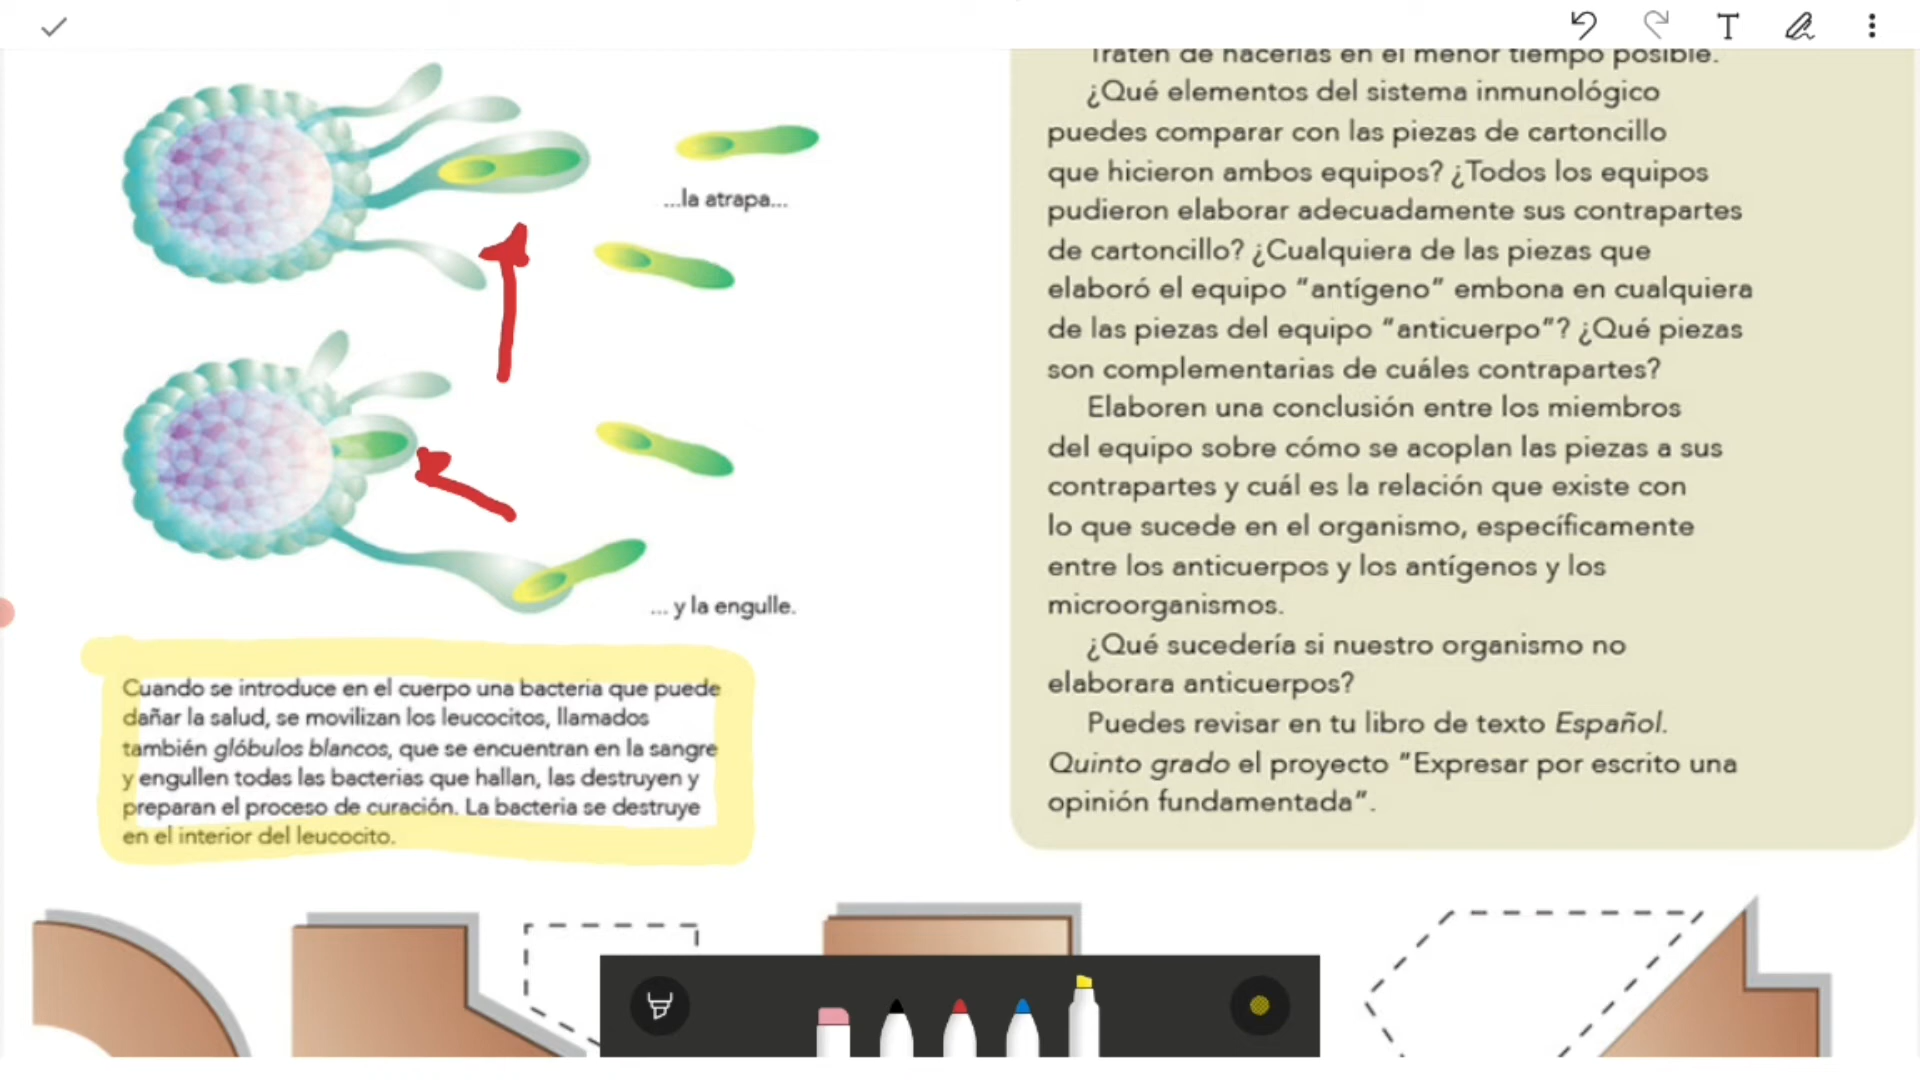 ...la atrapa...
... y la engulle.
Cuando se introduce en el cuerpo una bacteria que puede
dañar la salud, se movilizan los leucocitos, llamados
también glóbulos blancos, que se encuentran en la sangre
y engullen todas las bacterias que hallan, las destruyen y
preparan el proceso de curación. La bacteria se destruye
en el interior del leucocito.
Traten de hacerlas en el menor tiempo posible.
¿Qué elementos del sistema inmunológico
puedes comparar con las piezas de cartoncillo
que hicieron ambos equipos? ¿Todos los equipos
pudieron elaborar adecuadamente sus contrapartes
de cartoncillo? ¿Cualquiera de las piezas que
elaboró el equipo “antígeno” embona en cualquiera
de las piezas del equipo “anticuerpo”? ¿Qué piezas
son complementarias de cuáles contrapartes?
Elaboren una conclusión entre los miembros
del equipo sobre cómo se acoplan las piezas a sus
contrapartes y cuál es la relación que existe con
lo que sucede en el organismo, específicamente
entre los anticuerpos y los antígenos y los
microorganismos.
¿Qué sucedería si nuestro organismo no
elaborara anticuerpos?
Puedes revisar en tu libro de texto Español.
Quinto grado el proyecto “Expresar por escrito una
opinión fundamentada”.